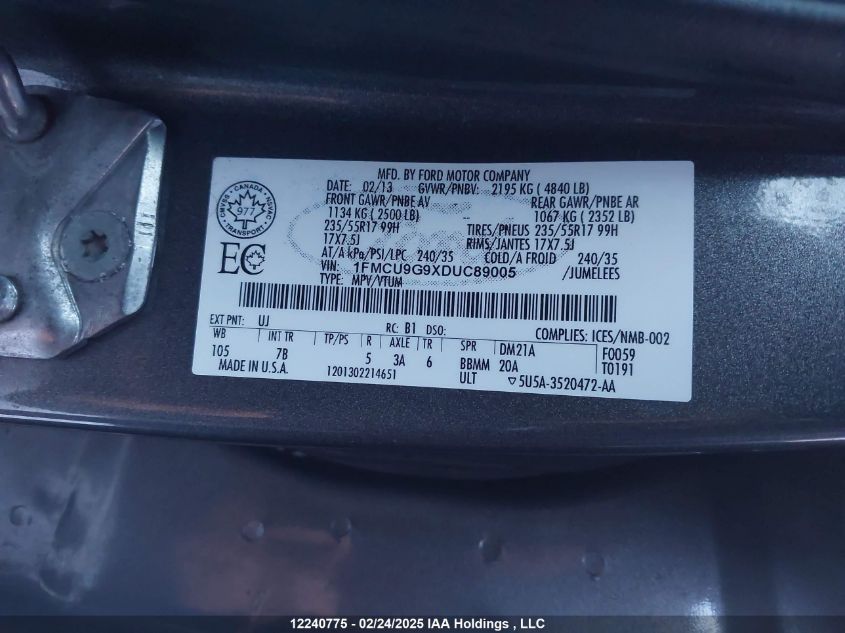 MFD. BY FORD MOTOR COMPANY
DATE: 02/13 GVWR/PNBV: 2195 KG ( 4840 LB)
FRONT GAWR/PNBE AV REAR GAWR/PNBE AR
1134 KG ( 2500 LB) 1067 KG ( 2352 LB)
235/55R17 99H TIRES/PNEUS 235/55R17 99H
17X7.5J RIMS/JANTES 17X7.5J
AT/A kPa/PSI/LPC 240/35 COLD/A FROID 240/35
VIN: 1FMCU9G9XDUC89005 /JUMELEES
TYPE: MPV/VTUM
CANADA
977
TRANSPORT
NSVAC
EC
EXT PNT: UJ RC: B1 DSO: COMPLIES: ICES/NMB-002
WB INT TR TP/PS R AXLE TR SPR DM21A F0059
105 7B 5 3A 6 BBMM 20A T0191
MADE IN U.S.A. 1201302214651 ULT ▽5U5A-3520472-AA
12240775 - 02/24/2025 IAA Holdings , LLC